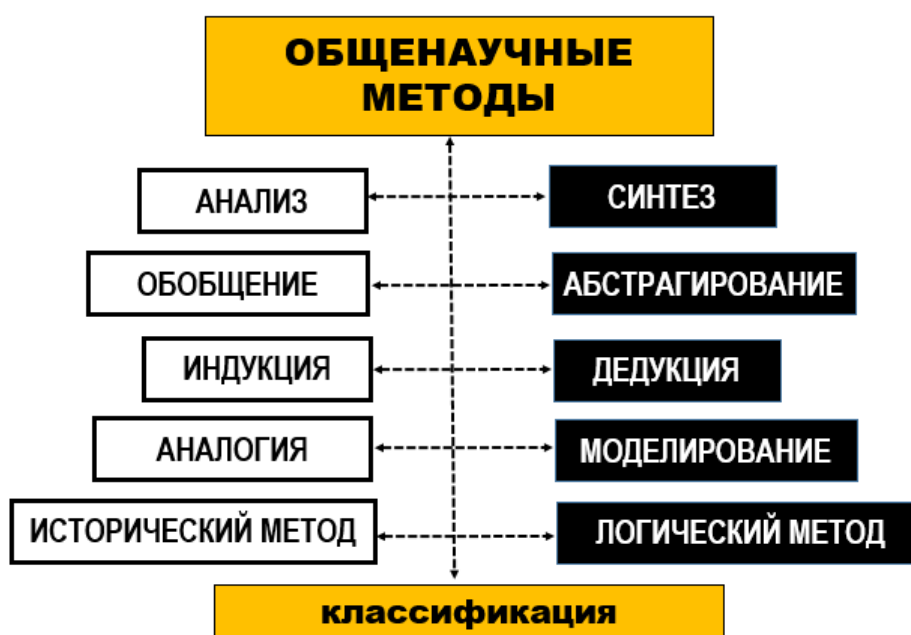 ОБЩЕНАУЧНЫЕ
МЕТОДЫ
АНАЛИЗ
СИНТЕЗ
ОБОБЩЕНИЕ
АБСТРАГИРОВАНИЕ
ИНДУКЦИЯ
ДЕДУКЦИЯ
АНАЛОГИЯ
МОДЕЛИРОВАНИЕ
ИСТОРИЧЕСКИЙ МЕТОД
ЛОГИЧЕСКИЙ МЕТОД
классификация